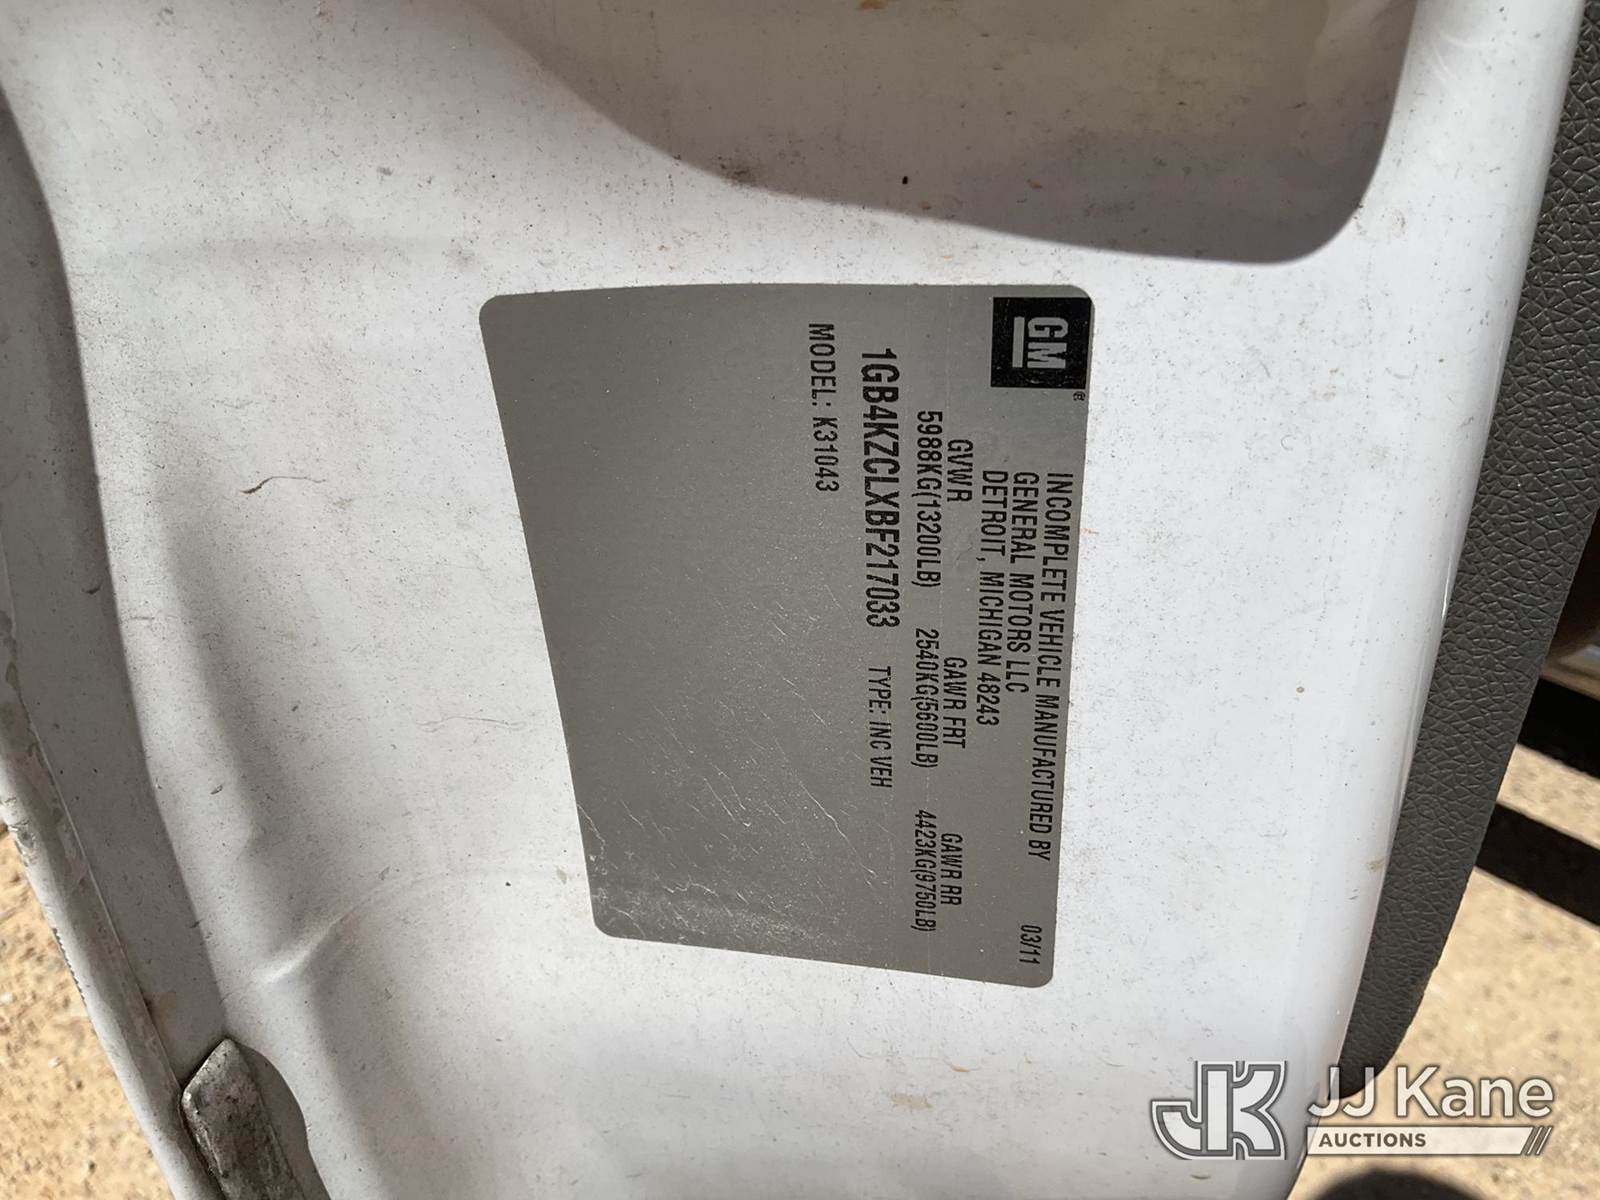 GM
INCOMPLETE VEHICLE MANUFACTURED BY 03/11
GENERAL MOTORS LLC
DETROIT, MICHIGAN 48243
GVWR GAWR FRT GAWR RR
5988KG(13200LB) 2540KG(5600LB) 4423KG(9750LB)
1GB4KZCLXBF217033 TYPE: INC VEH
MODEL: K31043
JK JJ Kane
AUCTIONS